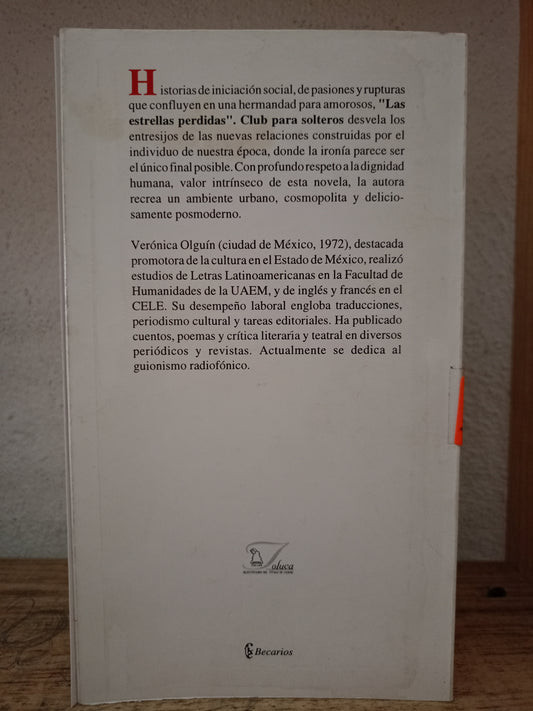 Historias de iniciación social, de pasiones y rupturas
que confluyen en una hermandad para amorosos, "Las
estrellas perdidas". Club para solteros desvela los
entresijos de las nuevas relaciones construidas por el
individuo de nuestra época, donde la ironía parece ser
el único final posible. Con profundo respeto a la dignidad
humana, valor intrínseco de esta novela, la autora
recrea un ambiente urbano, cosmopolita y delicio-
samente posmoderno.
Verónica Olguín (ciudad de México, 1972), destacada
promotora de la cultura en el Estado de México, realizó
estudios de Letras Latinoamericanas en la Facultad de
Humanidades de la UAEM, y de inglés y francés en el
CELE. Su desempeño laboral engloba traducciones,
periodismo cultural y tareas editoriales. Ha publicado
cuentos, poemas y crítica literaria y teatral en diversos
periódicos y revistas. Actualmente se dedica al
guionismo radiofónico.
Toluca
Becarios